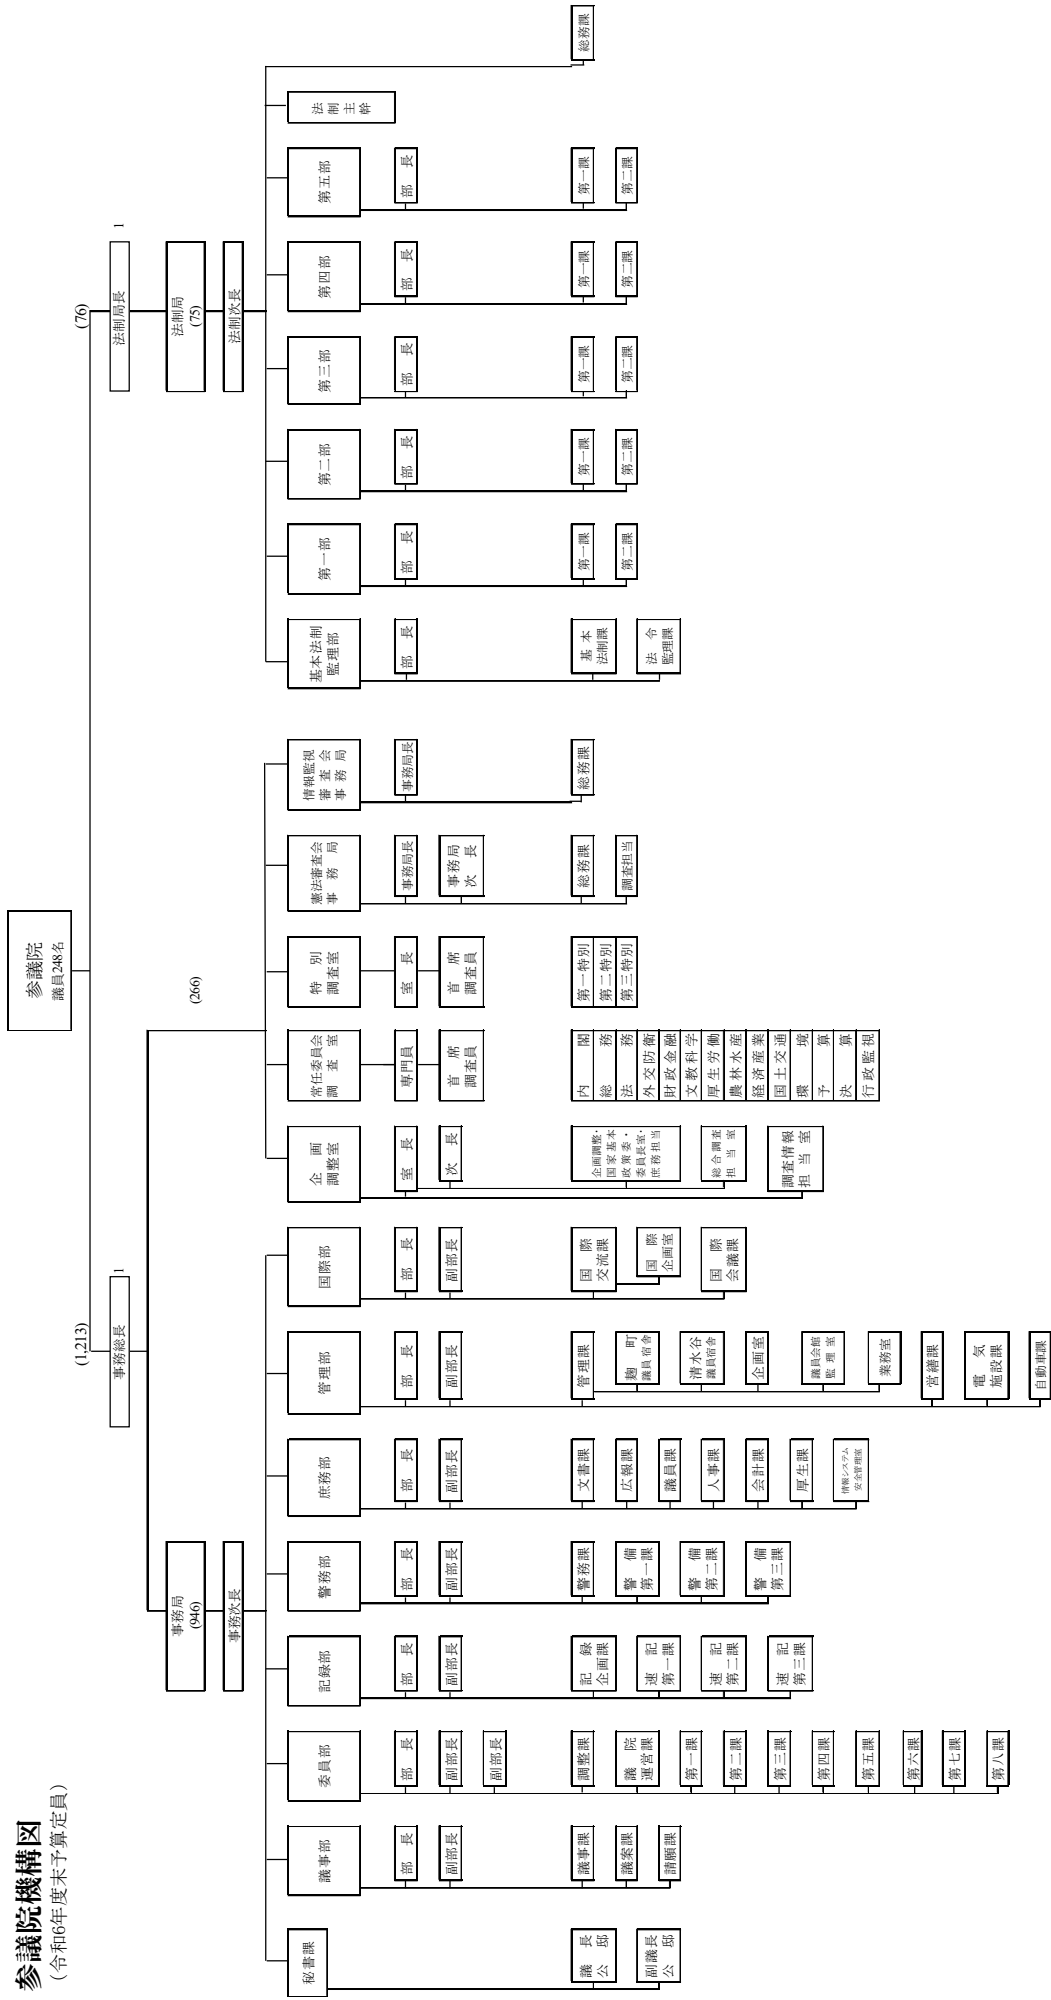 参議院機構図
(令和6年度末予算定員)
参議院
議員248名
(1,213)
事務総長
1
事務局
(946)
事務次長
秘書課
議長
公邸
副議長
公邸
議事部
部長
副部長
議事課
議案課
請願課
委員部
部長
副部長
副部長
調整課
議院
運営課
第一課
第二課
第三課
第四課
第五課
第六課
第七課
第八課
記録部
部長
副部長
記録
企画課
速記
第一課
速記
第二課
速記
第三課
警務部
部長
副部長
警務課
警備
第一課
警備
第二課
警備
第三課
庶務部
部長
副部長
文書課
広報課
議員課
人事課
会計課
厚生課
情報システム
安全管理室
管理部
部長
副部長
管理課
麹町
議員宿舎
清水谷
議員宿舎
企画室
議員会館
監理室
業務室
営繕課
電気
施設課
自動車課
国際部
部長
副部長
国際
交流課
国際
企画室
国際
会議課
(266)
企画
調整室
室長
次長
企画調整・
国家基本
政策委・
委員長室・
庶務担当
総合調査
担当室
調査情報
担当室
常任委員会
調査室
専門員
首席
調査員
内閣
総務
法務
外交防衛
財政金融
文教科学
厚生労働
農林水産
経済産業
国土交通
環境
予算
決算
行政監視
特別
調査室
室長
首席
調査員
第一特別
第二特別
第三特別
憲法審査会
事務局
事務局長
事務局
次長
総務課
調査担当
情報監視
審査会
事務局
事務局長
総務課
(76)
法制局長
1
法制局
(75)
法制次長
基本法制
監理部
部長
基本
法制課
法令
監理課
第一部
部長
第一課
第二課
第二部
部長
第一課
第二課
第三部
部長
第一課
第二課
第四部
部長
第一課
第二課
第五部
部長
第一課
第二課
法制主幹
総務課